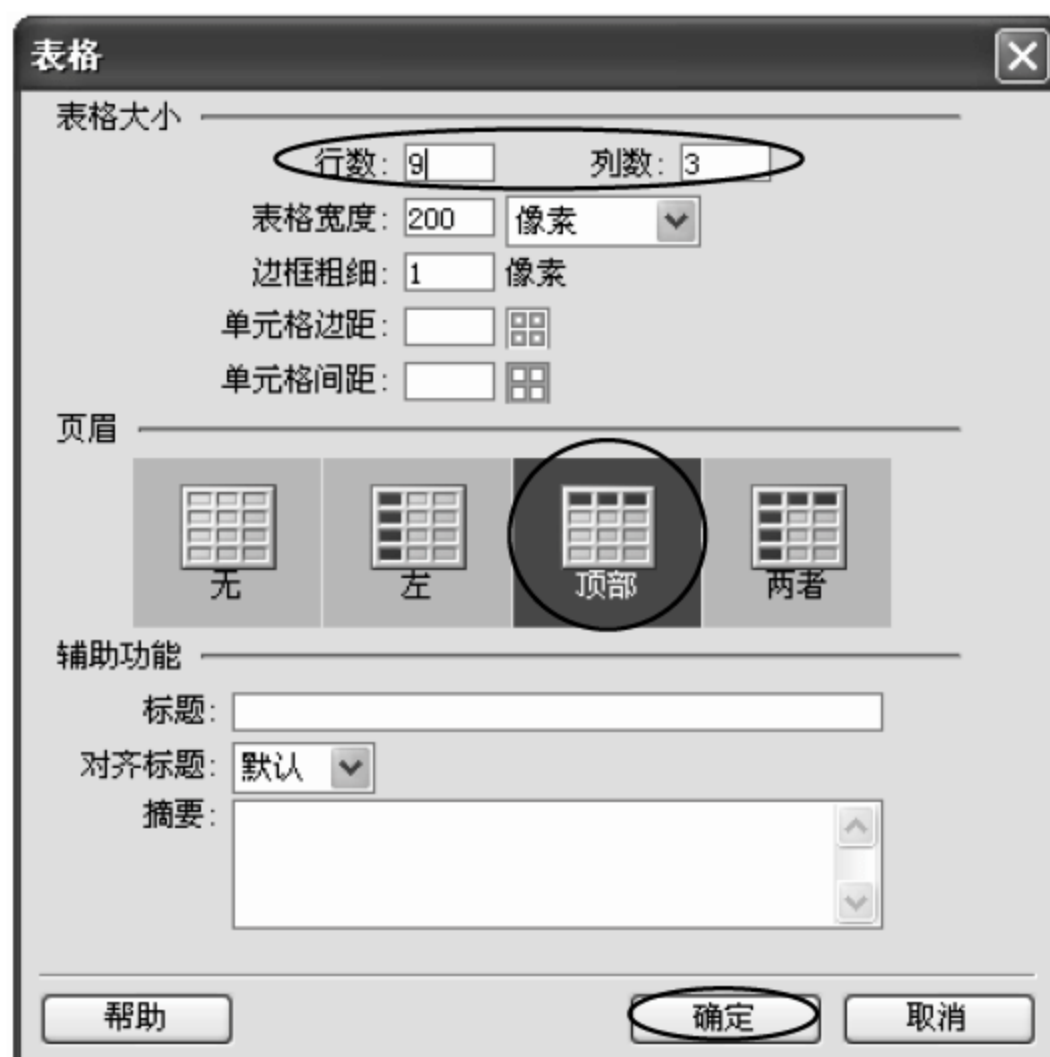 表格
表格大小
行数: 9 列数: 3
表格宽度: 200 像素
边框粗细: 1 像素
单元格边距:
单元格间距:
页眉
无 左 顶部 两者
辅助功能
标题:
对齐标题: 默认
摘要:
帮助 确定 取消